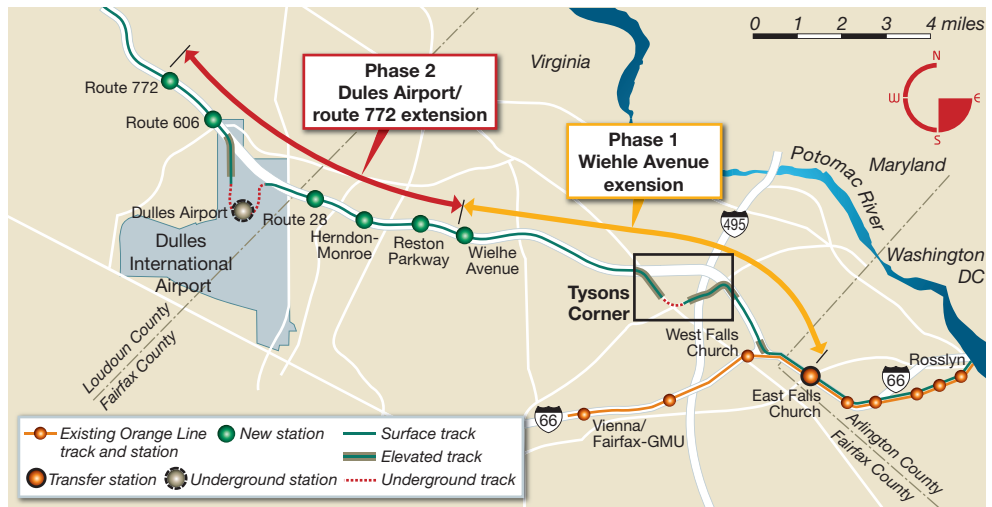 0 1 2 3 4 miles
Virginia
N
W E
S
Phase 2
Dules Airport/
route 772 extension
Route 772
Route 606
Phase 1
Wiehle Avenue
exension
Potomac
River
Maryland
495
Washington
DC
Dulles Airport
Route 28
Herndon-
Monroe
Reston
Parkway
Wielhe
Avenue
Dulles
International
Airport
Tysons
Corner
West Falls
Church
Rosslyn
66
East Falls
Church
Loudoun County
Fairfax County
66
Vienna/
Fairfax-GMU
Arlington County
Fairfax County
Existing Orange Line
track and station
New station
Surface track
Elevated track
Transfer station
Underground station
Underground track